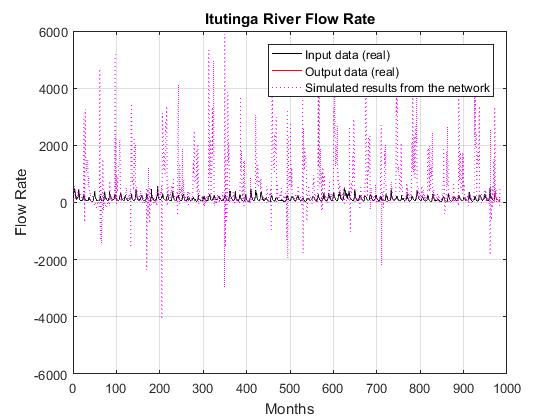 Itutinga River Flow Rate
Input data (real)
Output data (real)
Simulated results from the network
6000
4000
2000
0
-2000
-4000
-6000
Flow Rate
0 100 200 300 400 500 600 700 800 900 1000
Months